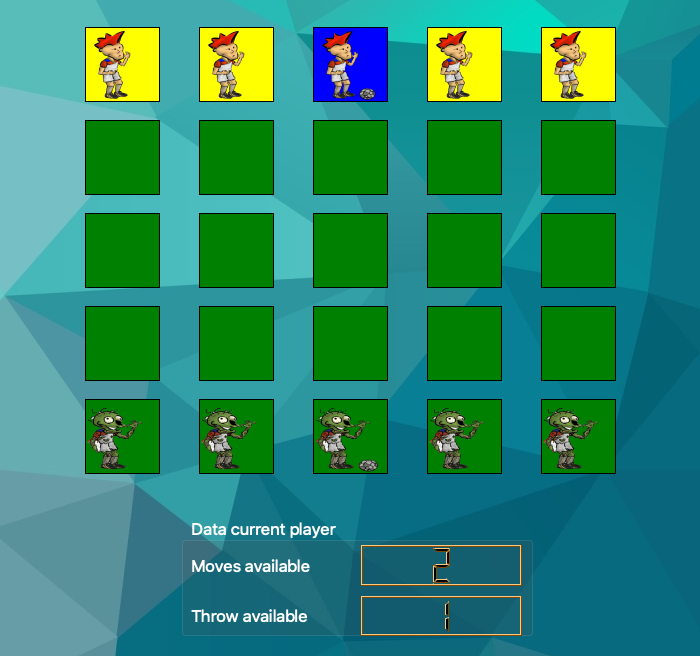 Data current player
Moves available
2
Throw available
1